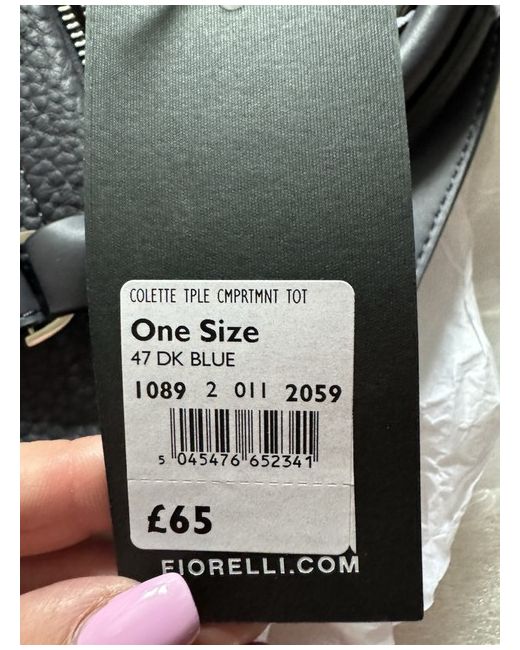 COLETTE TPLE CMPRTMNT TOT
One Size
47 DK BLUE
1089 2 011 2059
5 045476 652341
£65
FIORELLI.COM